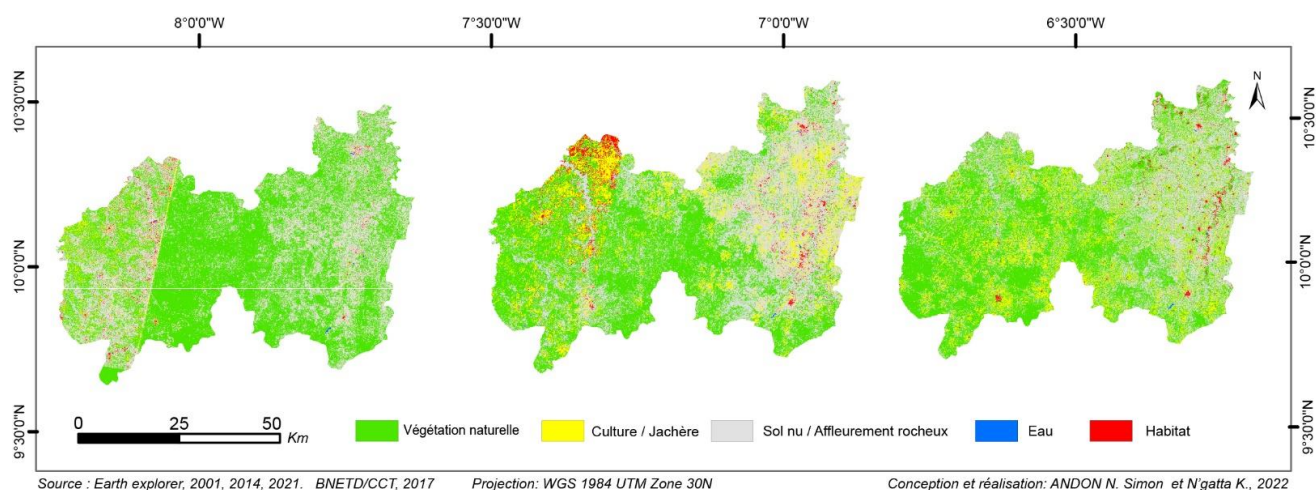 8°0'0"W 7°30'0"W 7°0'0"W 6°30'0"W
N
10°30'0"N 10°30'0"N
10°0'0"N 10°0'0"N
9°30'0"N 9°30'0"N
0 25 50
Km
Végétation naturelle Culture / Jachère Sol nu / Affleurement rocheux Eau Habitat
Source : Earth explorer, 2001, 2014, 2021. BNETD/CCT, 2017 Projection: WGS 1984 UTM Zone 30N Conception et réalisation: ANDON N. Simon et N'gatta K., 2022